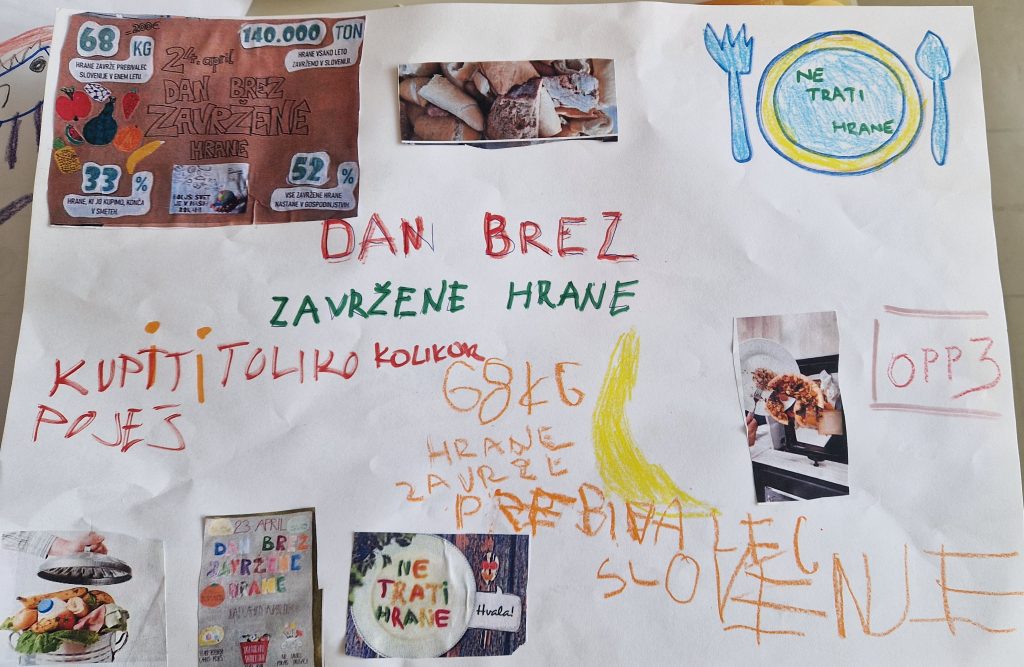 68 KG
HRANE ZAVRŽE PREBIVALEC
SLOVENIJE V ENEM LETU
140.000 TON
HRANE VSAKO LETO
ZAVRŽEMO V SLOVENIJI.
24. april
DAN BREZ
ZAVRŽENE
HRANE
33 %
HRANE, KI JO KUPIMO, KONČA
V SMETEH.
52 %
VSE ZAVRŽENE HRANE
NASTANE V GOSPODINJSTVIH
NE
TRATI
HRANE
DAN BREZ
ZAVRŽENE HRANE
KUPITI TOLIKO KOLIKOR
POJEŠ
68 KG
HRANE
ZAVRŽE
PREBIVALEC
SLOVENIJE
OPP3
23 APRIL
DAN BREZ
ZAVRŽENE
HRANE
NE
TRATI
HRANE
Hvala!